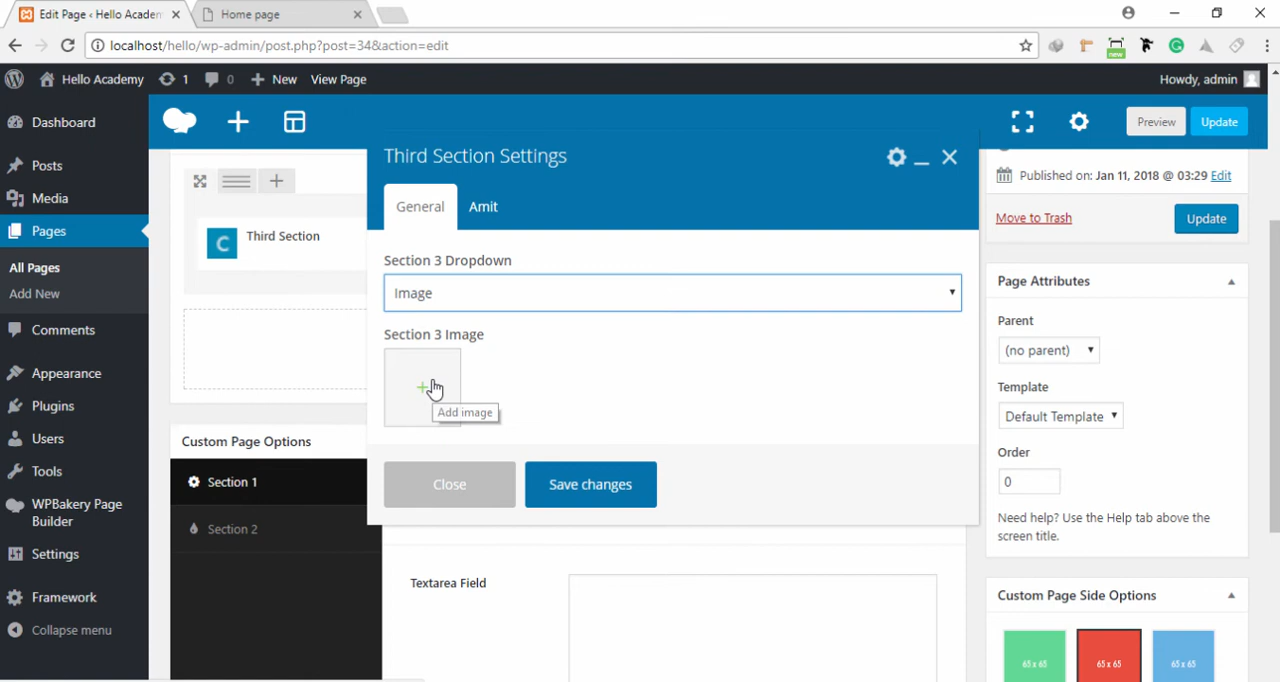 Edit Page ‹ Hello Academ
Home page
localhost/hello/wp-admin/post.php?post=34&action=edit
new
Hello Academy
1
0
New
View Page
Howdy, admin
Dashboard
Posts
Media
Pages
All Pages
Add New
Comments
Appearance
Plugins
Users
Tools
WPBakery Page
Builder
Settings
Framework
Collapse menu
Preview
Update
C
Third Section
Third Section Settings
General
Amit
Section 3 Dropdown
Image
Section 3 Image
Add image
Close
Save changes
Custom Page Options
Section 1
Section 2
Textarea Field
Published on: Jan 11, 2018 @ 03:29 Edit
Move to Trash
Update
Page Attributes
Parent
(no parent)
Template
Default Template
Order
0
Need help? Use the Help tab above the
screen title.
Custom Page Side Options
65 x 65
65 x 65
65 x 65